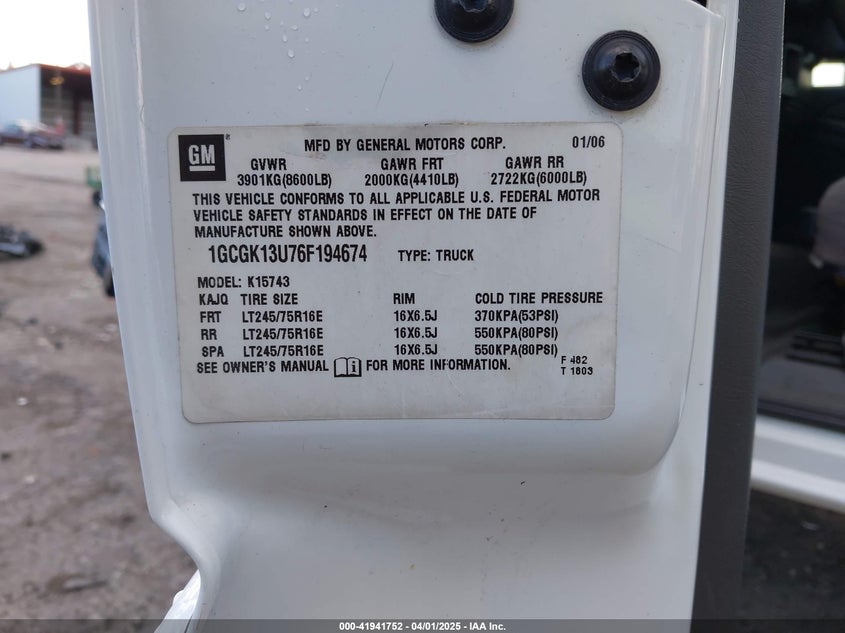 GM ® MFD BY GENERAL MOTORS CORP. 01/06
GVWR GAWR FRT GAWR RR
3901KG(8600LB) 2000KG(4410LB) 2722KG(6000LB)
THIS VEHICLE CONFORMS TO ALL APPLICABLE U.S. FEDERAL MOTOR
VEHICLE SAFETY STANDARDS IN EFFECT ON THE DATE OF
MANUFACTURE SHOWN ABOVE.
1GCGK13U76F194674 TYPE: TRUCK
MODEL: K15743
KAJQ TIRE SIZE RIM COLD TIRE PRESSURE
FRT LT245/75R16E 16X6.5J 370KPA(53PSI)
RR LT245/75R16E 16X6.5J 550KPA(80PSI)
SPA LT245/75R16E 16X6.5J 550KPA(80PSI)
SEE OWNER'S MANUAL i FOR MORE INFORMATION.
F 482
T 1803
000-41941752 — 04/01/2025 — IAA Inc.